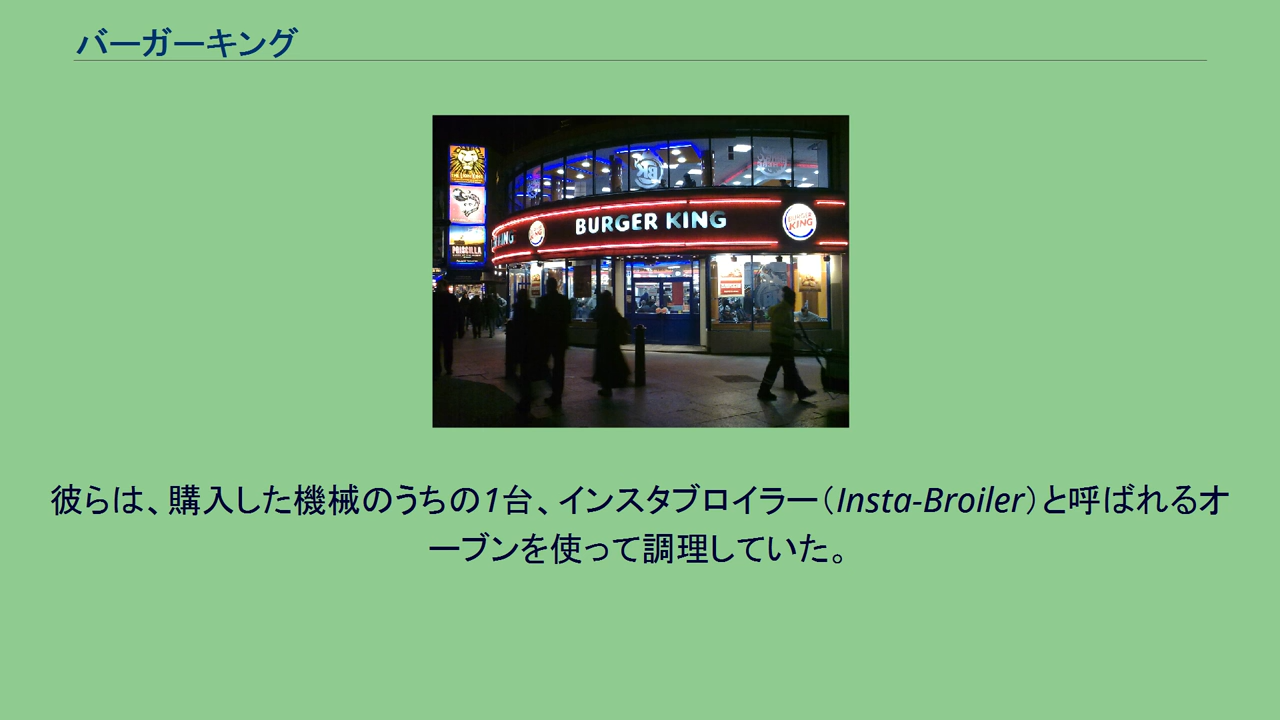 バーガーキング
BURGER KING
BURGER KING
PRISCILLA
彼らは、購入した機械のうちの1台、インスタブロイラー（Insta-Broiler）と呼ばれるオ
ーブンを使って調理していた。